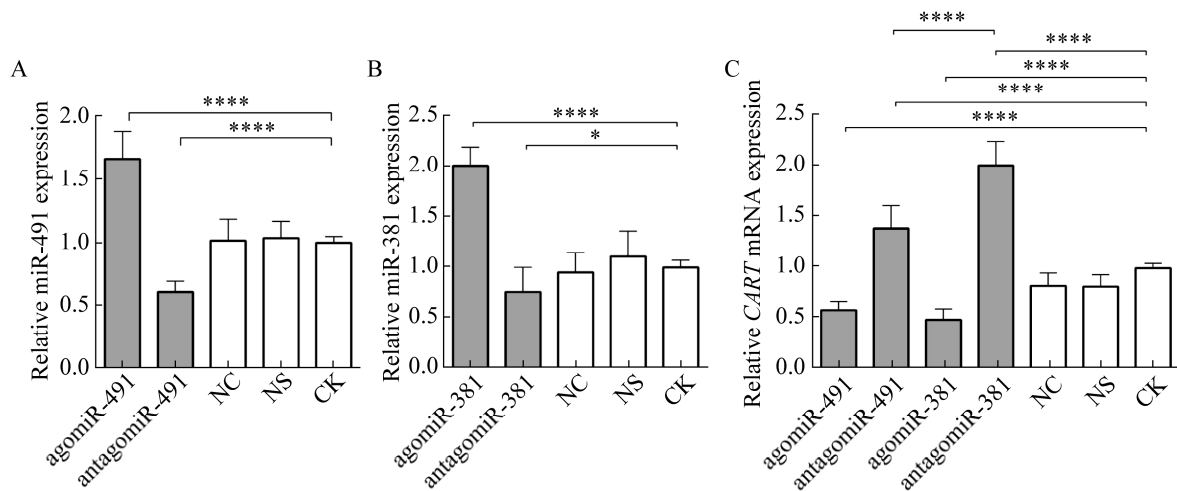 A
Relative miR-491 expression
2.0
1.5
1.0
0.5
0.0
****
****
agomiR-491
antagomiR-491
NC
NS
CK
B
Relative miR-381 expression
2.5
2.0
1.5
1.0
0.5
0.0
****
*
agomiR-381
antagomiR-381
NC
NS
CK
C
Relative CART mRNA expression
2.5
2.0
1.5
1.0
0.5
0.0
****
****
****
****
****
agomiR-491
antagomiR-491
agomiR-381
antagomiR-381
NC
NS
CK